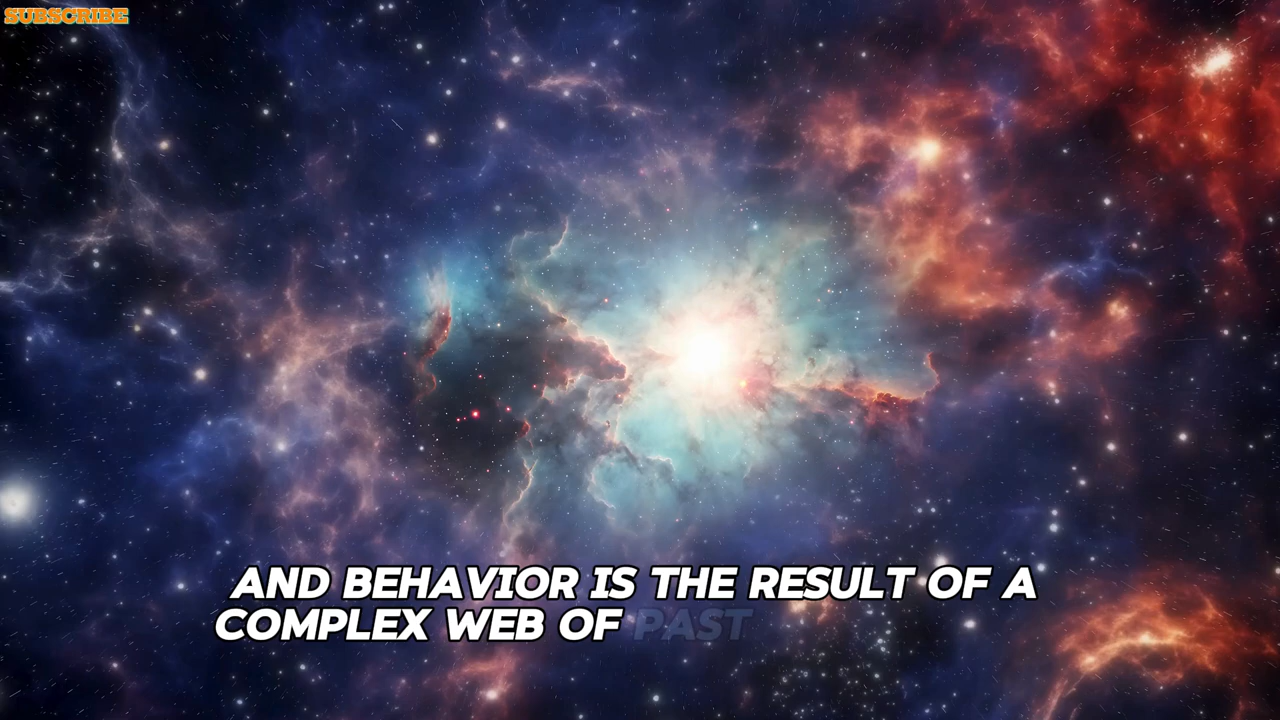 SUBSCRIBE
AND BEHAVIOR IS THE RESULT OF A
COMPLEX WEB OF PAST